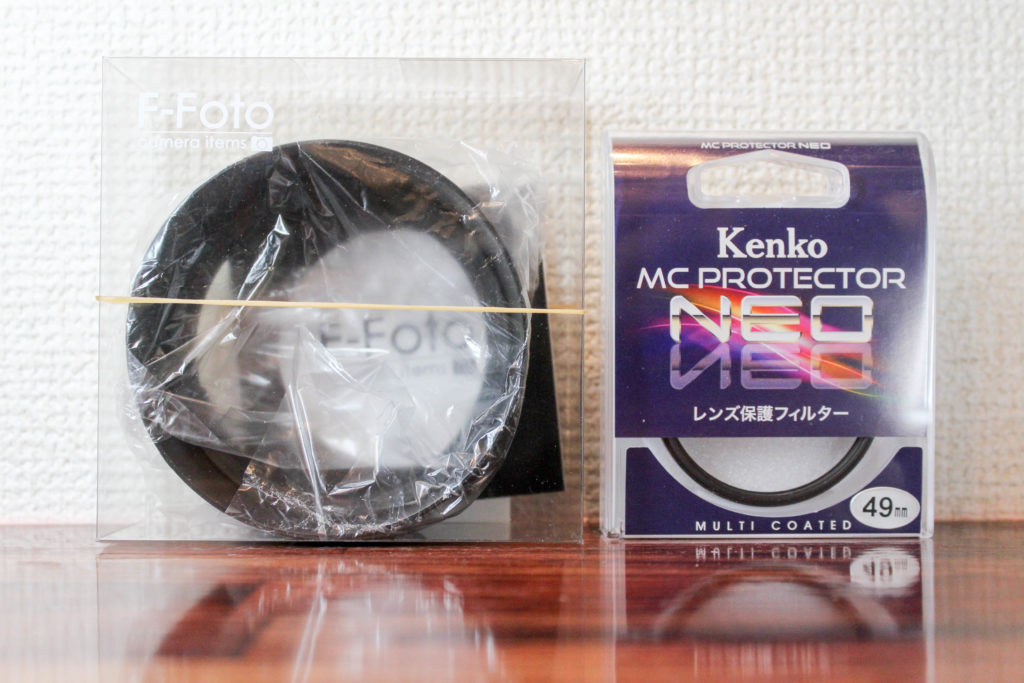 F-Foto
camera items
F-Foto
MC PROTECTOR NEO
Kenko
MC PROTECTOR
NEO
レンズ保護フィルター
MULTI COATED
49mm